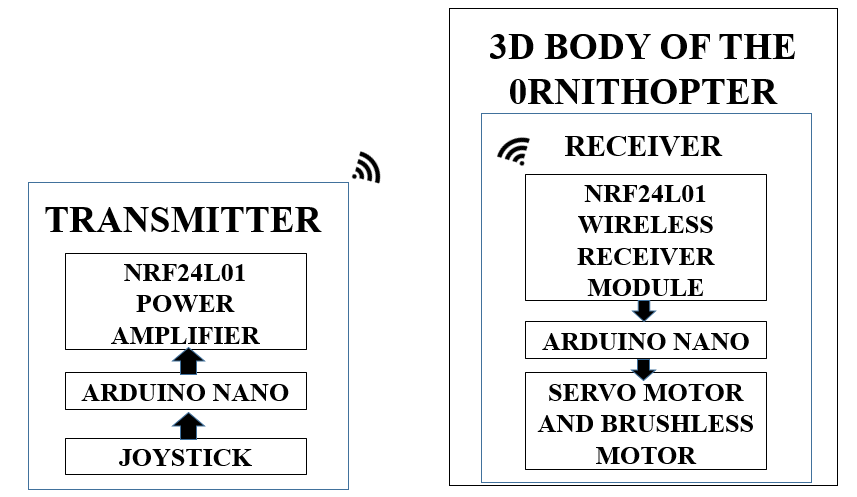 TRANSMITTER
NRF24L01
POWER
AMPLIFIER
ARDUINO NANO
JOYSTICK
3D BODY OF THE
0RNITHOPTER
RECEIVER
NRF24L01
WIRELESS
RECEIVER
MODULE
ARDUINO NANO
SERVO MOTOR
AND BRUSHLESS
MOTOR